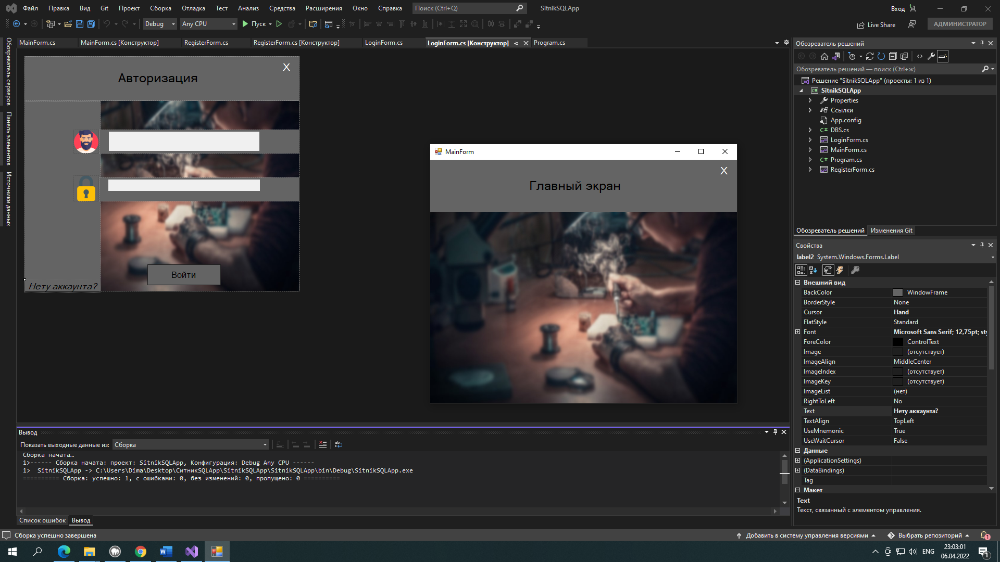 Файл Правка Вид Git Проект Сборка Отладка Тест Анализ Средства Расширения Окно Справка Поиск (Ctrl+Q) SitnikSQLApp Вход
Debug Any CPU Пуск Live Share АДМИНИСТРАТОР
MainForm.cs MainForm.cs [Конструктор] RegisterForm.cs RegisterForm.cs [Конструктор] LoginForm.cs LoginForm.cs [Конструктор] Program.cs
Обозреватель серверов
Панель элементов
Источники данных
X
Авторизация
Войти
Нету аккаунта?
MainForm
X
Главный экран
Обозреватель решений
Обозреватель решений — поиск (Ctrl+ж)
Решение "SitnikSQLApp" (проекты: 1 из 1)
C# SitnikSQLApp
Properties
Ссылки
App.config
C# DBS.cs
LoginForm.cs
MainForm.cs
C# Program.cs
RegisterForm.cs
Обозреватель решений Изменения Git
Свойства
label2 System.Windows.Forms.Label
Внешний вид
BackColor WindowFrame
BorderStyle None
Cursor Hand
FlatStyle Standard
Font Microsoft Sans Serif; 12,75pt; sty
ForeColor ControlText
Image (отсутствует)
ImageAlign MiddleCenter
ImageIndex (отсутствует)
ImageKey (отсутствует)
ImageList (нет)
RightToLeft No
Text Нету аккаунта?
TextAlign TopLeft
UseMnemonic True
UseWaitCursor False
Данные
(ApplicationSettings)
(DataBindings)
Tag
Макет
Text
Текст, связанный с элементом управления.
Вывод
Показать выходные данные из: Сборка
Сборка начата…
1>------ Сборка начата: проект: SitnikSQLApp, Конфигурация: Debug Any CPU ------
1>  SitnikSQLApp -> C:\Users\Dima\Desktop\СитникSQLApp\SitnikSQLApp\SitnikSQLApp\bin\Debug\SitnikSQLApp.exe
========== Сборка: успешно: 1, с ошибками: 0, без изменений: 0, пропущено: 0 ==========
Список ошибок Вывод
Сборка успешно завершена Добавить в систему управления версиями Выбрать репозиторий 1
ENG 23:03:01
06.04.2022 1